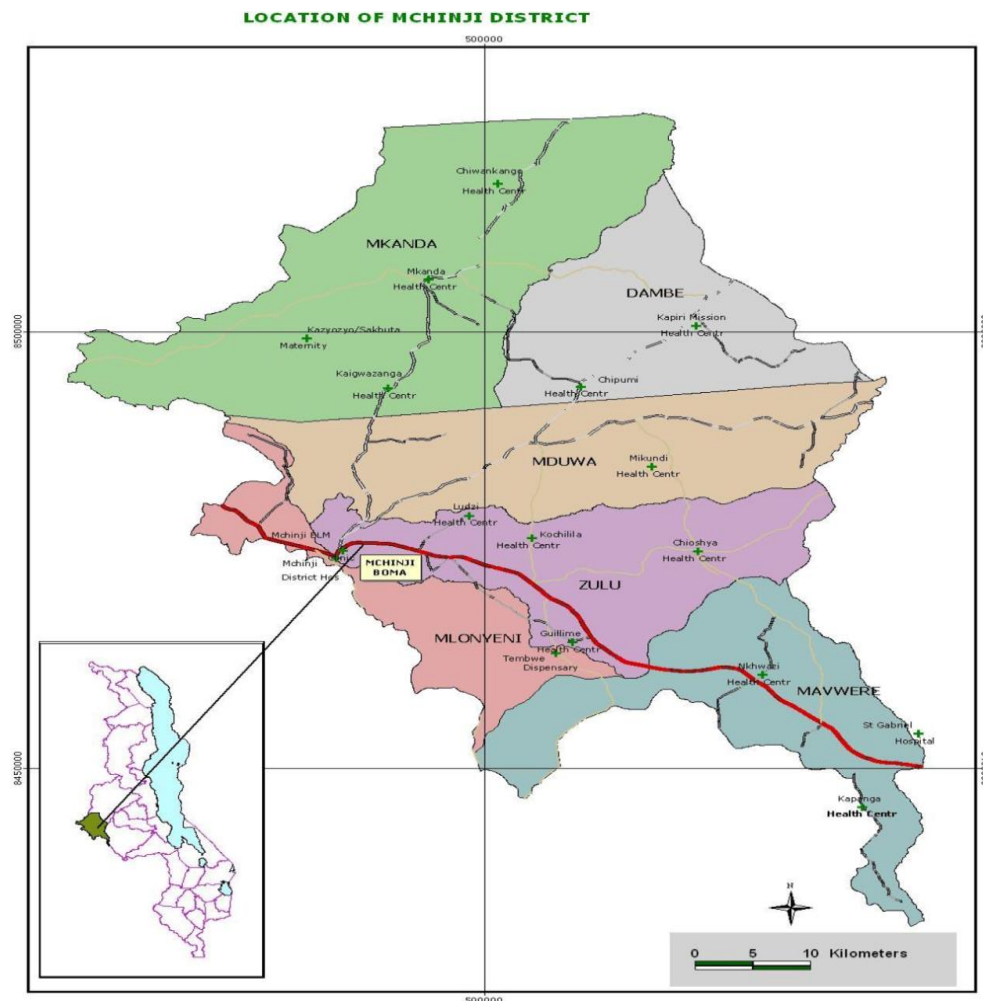 LOCATION OF MCHINJI DISTRICT
500000
Chiwankanga
Health Centr
MKANDA
Mkanda
Health Centr
DAMBE
Kapiri Mission
Health Centr
8500000
Kazyozyo/Sakhuta
Maternity
Kaigwazanga
Health Centr
Chipumi
Health Centr
MDUWA
Mikundi
Health Centr
Ludzi
Health Centr
Mchinji BLM
Mchinji
District Hos
MCHINJI
BOMA
Kochilila
Health Centr
Chioshya
Health Centr
ZULU
MLONYENI
Guillime
Health Centr
Tembwe
Dispensary
Nkhwazi
Health Centr
MAVWERE
St Gabriel
Hospital
8450000
Kapanga
Health Centr
N
0 5 10 Kilometers
500000